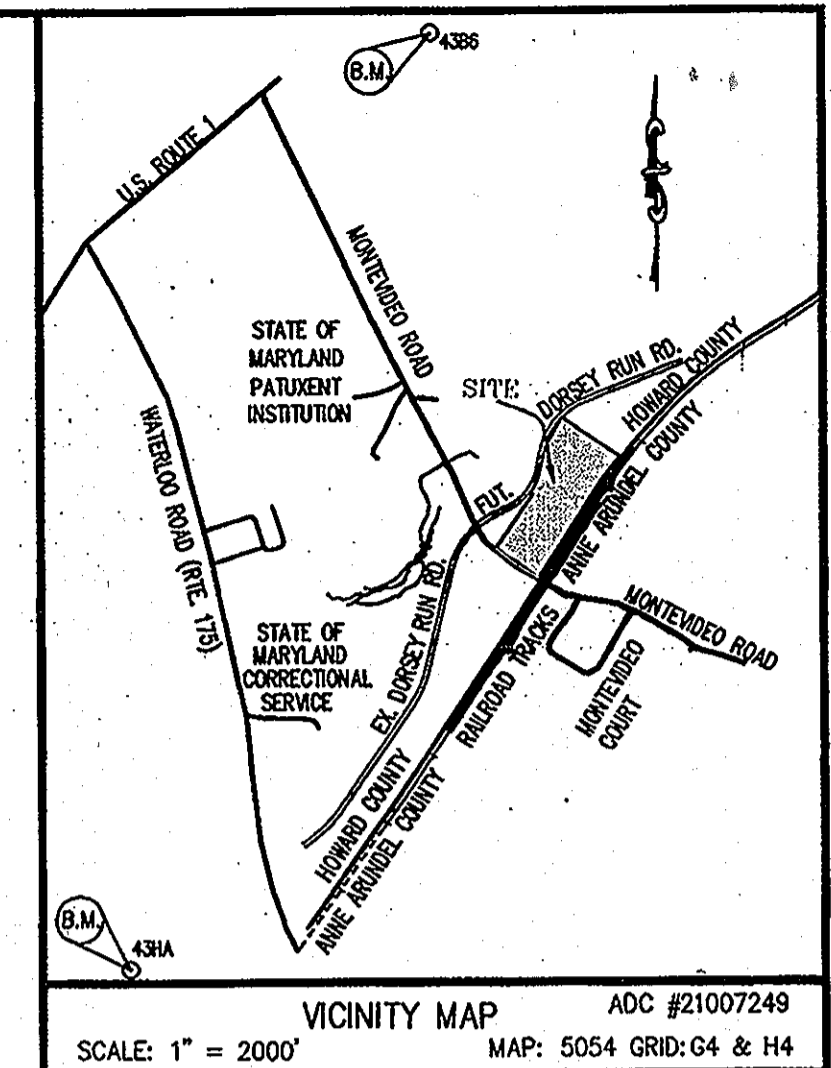 B.M.
43B6
U.S. ROUTE 1
MONTEVIDEO ROAD
STATE OF
MARYLAND
PATUXENT
INSTITUTION
SITE
DORSEY RUN RD.
HOWARD COUNTY
ANNE ARUNDEL COUNTY
WATERLOO ROAD (RTE. 175)
FUT.
EX. DORSEY RUN RD.
STATE OF
MARYLAND
CORRECTIONAL
SERVICE
RAILROAD TRACKS
MONTEVIDEO ROAD
MONTEVIDEO
COURT
HOWARD COUNTY
ANNE ARUNDEL COUNTY
B.M.
43HA
VICINITY MAP
ADC #21007249
SCALE: 1" = 2000'
MAP: 5054 GRID: G4 & H4